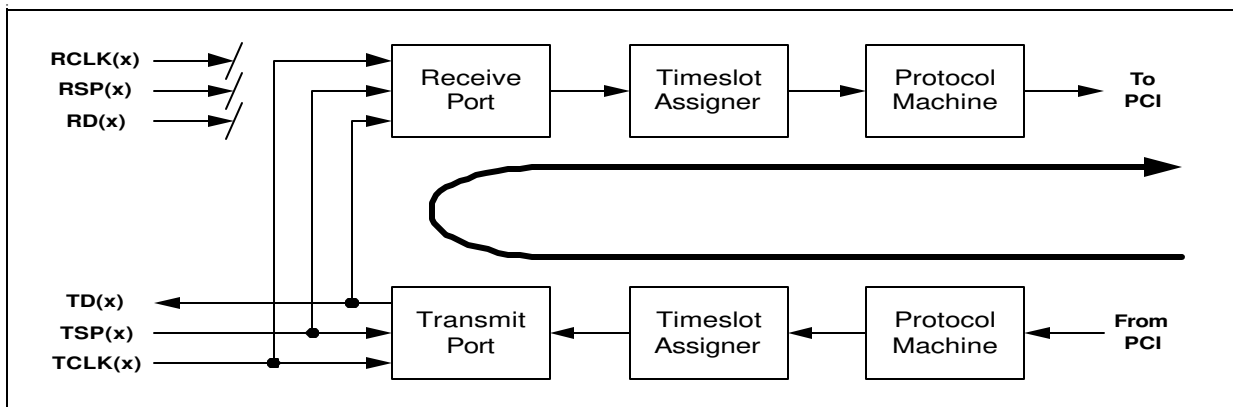 RCLK(x)
RSP(x)
RD(x)
Receive
Port
Timeslot
Assigner
Protocol
Machine
To
PCI
TD(x)
TSP(x)
TCLK(x)
Transmit
Port
Timeslot
Assigner
Protocol
Machine
From
PCI